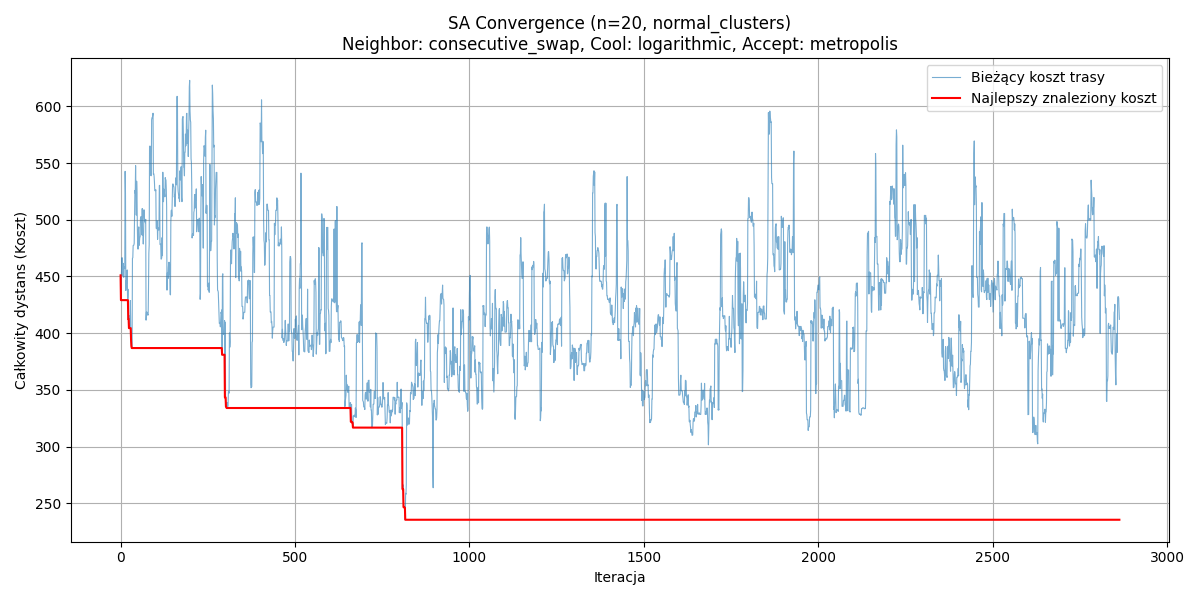 SA Convergence (n=20, normal_clusters)
Neighbor: consecutive_swap, Cool: logarithmic, Accept: metropolis
Bieżący koszt trasy
Najlepszy znaleziony koszt
Całkowity dystans (Koszt)
600
550
500
450
400
350
300
250
0
500
1000
1500
2000
2500
3000
Iteracja